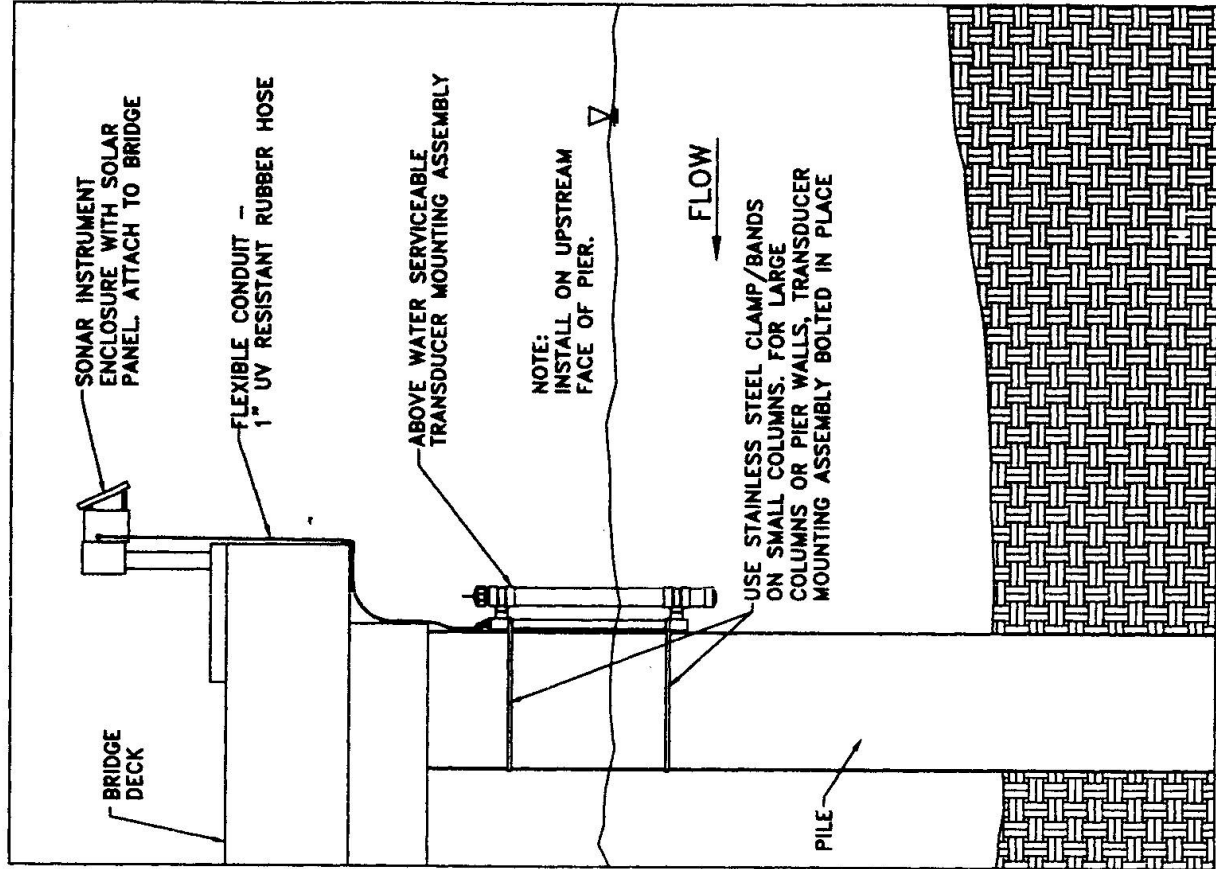 SONAR INSTRUMENT
ENCLOSURE WITH SOLAR
PANEL. ATTACH TO BRIDGE
BRIDGE
DECK
FLEXIBLE CONDUIT –
1" UV RESISTANT RUBBER HOSE
ABOVE WATER SERVICEABLE
TRANSDUCER MOUNTING ASSEMBLY
NOTE:
INSTALL ON UPSTREAM
FACE OF PIER.
FLOW
USE STAINLESS STEEL CLAMP/BANDS
ON SMALL COLUMNS. FOR LARGE
COLUMNS OR PIER WALLS, TRANSDUCER
MOUNTING ASSEMBLY BOLTED IN PLACE
PILE